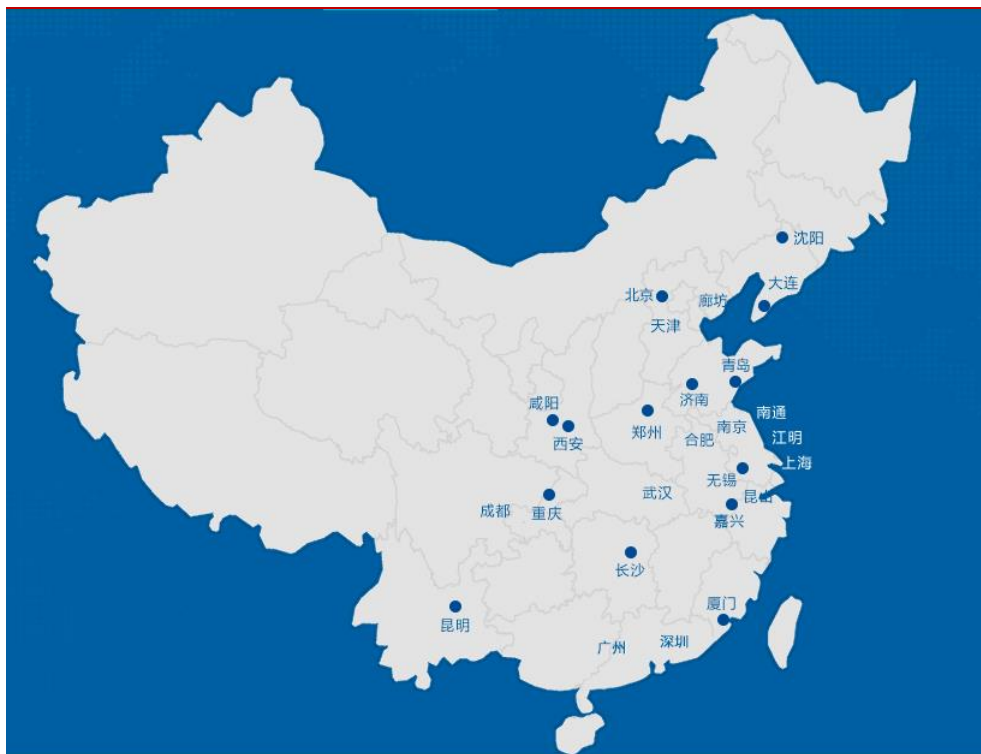 沈阳
大连
北京
廊坊
天津
青岛
济南
咸阳
郑州
西安
南通
南京
合肥
江明
上海
无锡
昆山
武汉
成都
重庆
嘉兴
长沙
厦门
昆明
广州
深圳